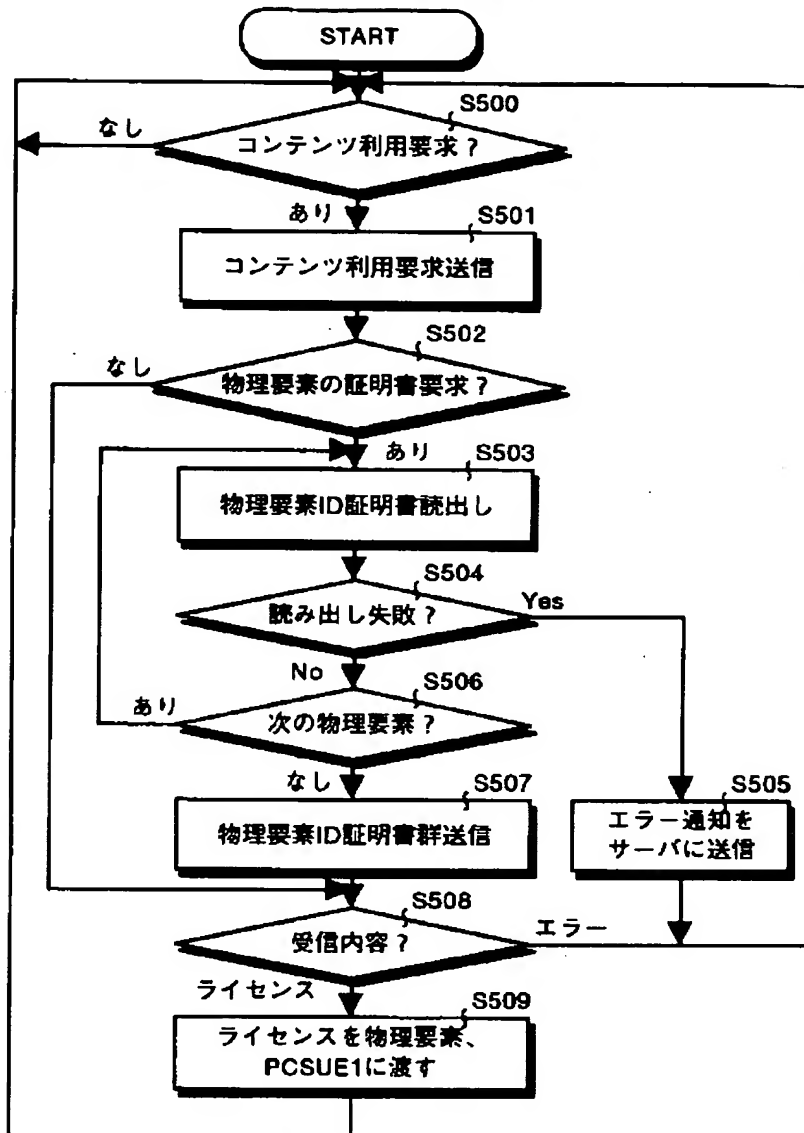 START
S500
なし
コンテンツ利用要求？
あり
S501
コンテンツ利用要求送信
S502
なし
物理要素の証明書要求？
あり
S503
物理要素ID証明書読出し
S504
読み出し失敗？
Yes
No
S506
あり
次の物理要素？
なし
S507
物理要素ID証明書群送信
S505
エラー通知を
サーバに送信
S508
受信内容？
エラー
ライセンス
S509
ライセンスを物理要素、
PCSUE1に渡す